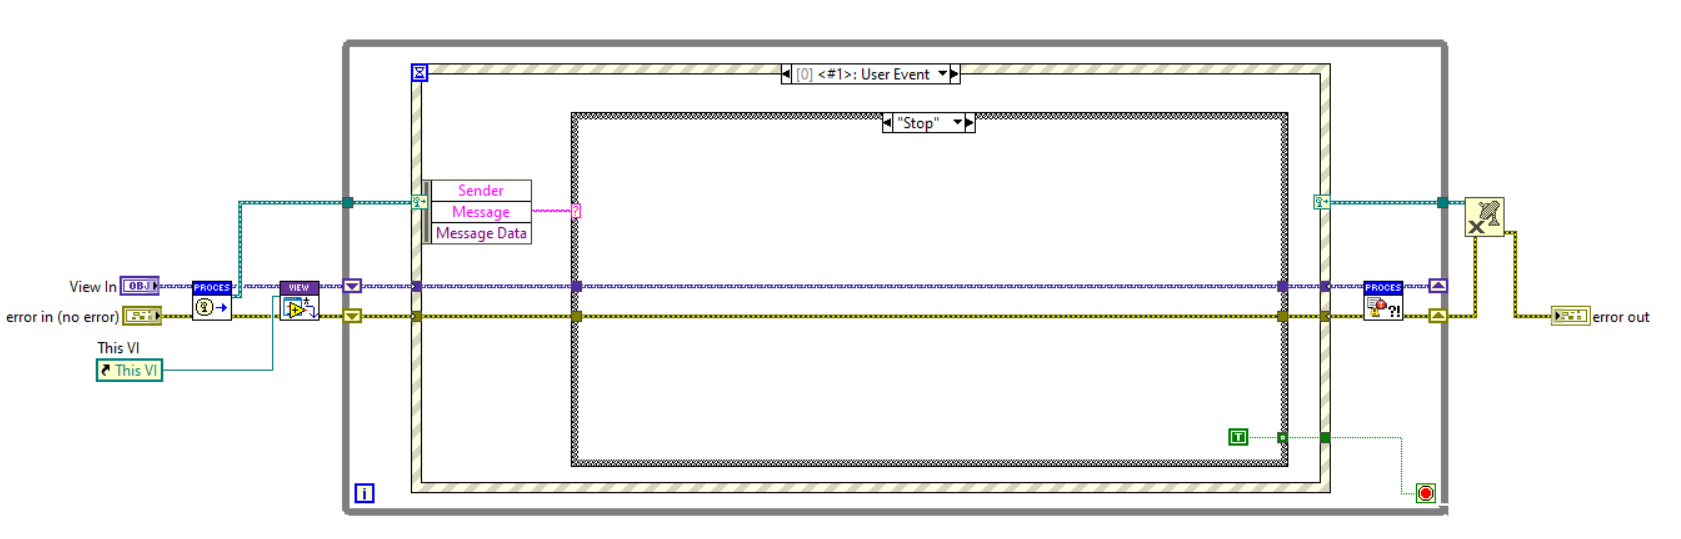 [0] <#1>: User Event
"Stop"
Sender
Message
?
Message Data
View In
OBJ
PROCES
VIEW
PROCES
?!
error in (no error)
error out
This VI
This VI
T
i
X